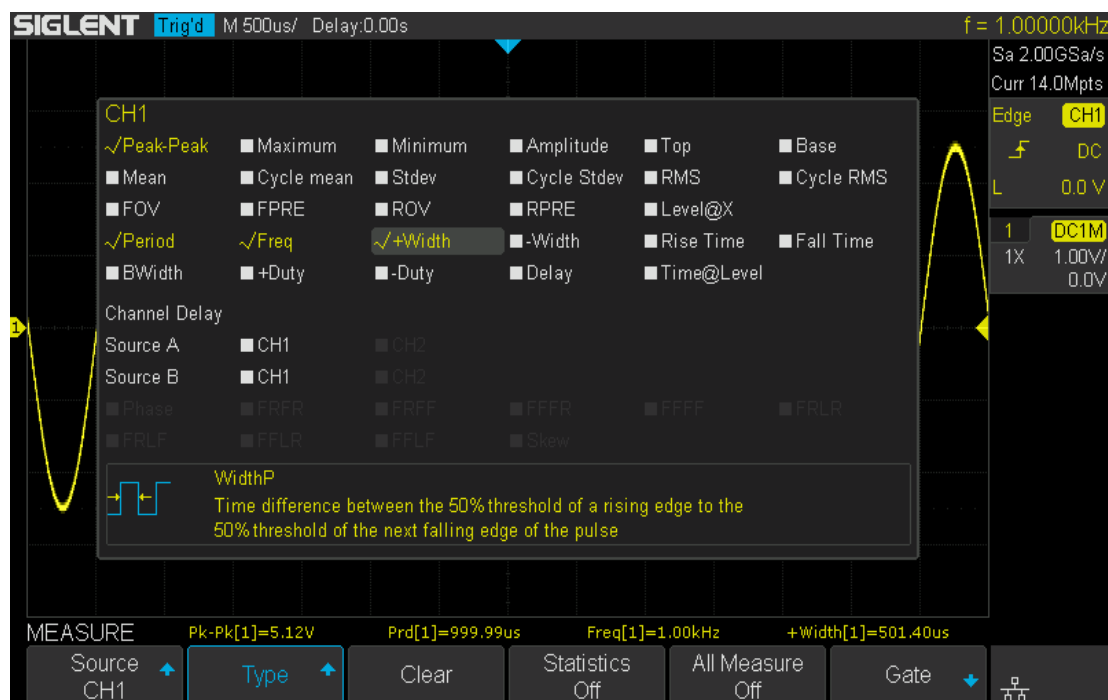 SIGLENT Trig'd M 500us/ Delay:0.00s f = 1.00000kHz
Sa 2.00GSa/s
Curr 14.0Mpts
Edge CH1
DC
L 0.0 V
1 DC1M
1X 1.00V/
0.0V
1
CH1
√Peak-Peak Maximum Minimum Amplitude Top Base
Mean Cycle mean Stdev Cycle Stdev RMS Cycle RMS
FOV FPRE ROV RPRE Level@X
√Period √Freq √+Width -Width Rise Time Fall Time
BWidth +Duty -Duty Delay Time@Level
Channel Delay
Source A CH1 CH2
Source B CH1 CH2
Phase FRFR FRFF FFFR FFFF FRLR
FRLF FFLR FFLF Skew
WidthP
Time difference between the 50% threshold of a rising edge to the
50% threshold of the next falling edge of the pulse
MEASURE Pk-Pk[1]=5.12V Prd[1]=999.99us Freq[1]=1.00kHz +Width[1]=501.40us
Source CH1 Type Clear Statistics Off All Measure Off Gate